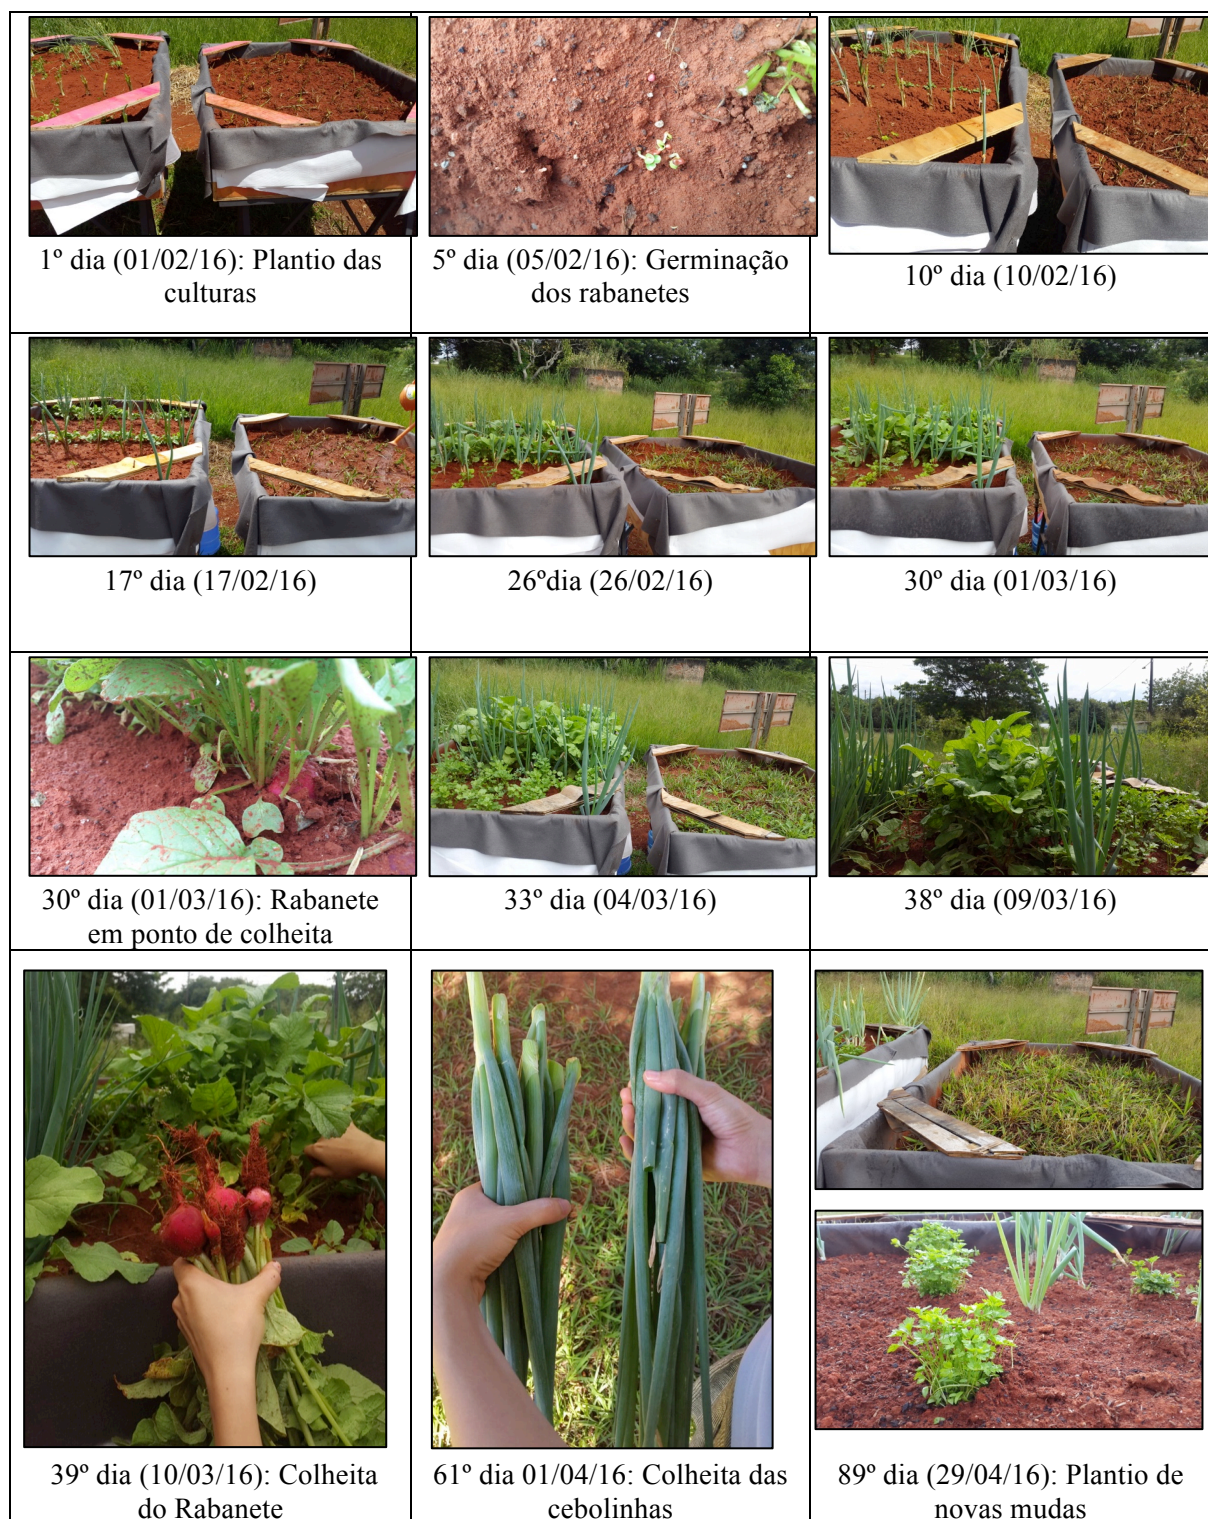 1º dia (01/02/16): Plantio das
culturas
5º dia (05/02/16): Germinação
dos rabanetes
10º dia (10/02/16)
17º dia (17/02/16)
26ºdia (26/02/16)
30º dia (01/03/16)
30º dia (01/03/16): Rabanete
em ponto de colheita
33º dia (04/03/16)
38º dia (09/03/16)
39º dia (10/03/16): Colheita
do Rabanete
61º dia 01/04/16: Colheita das
cebolinhas
89º dia (29/04/16): Plantio de
novas mudas